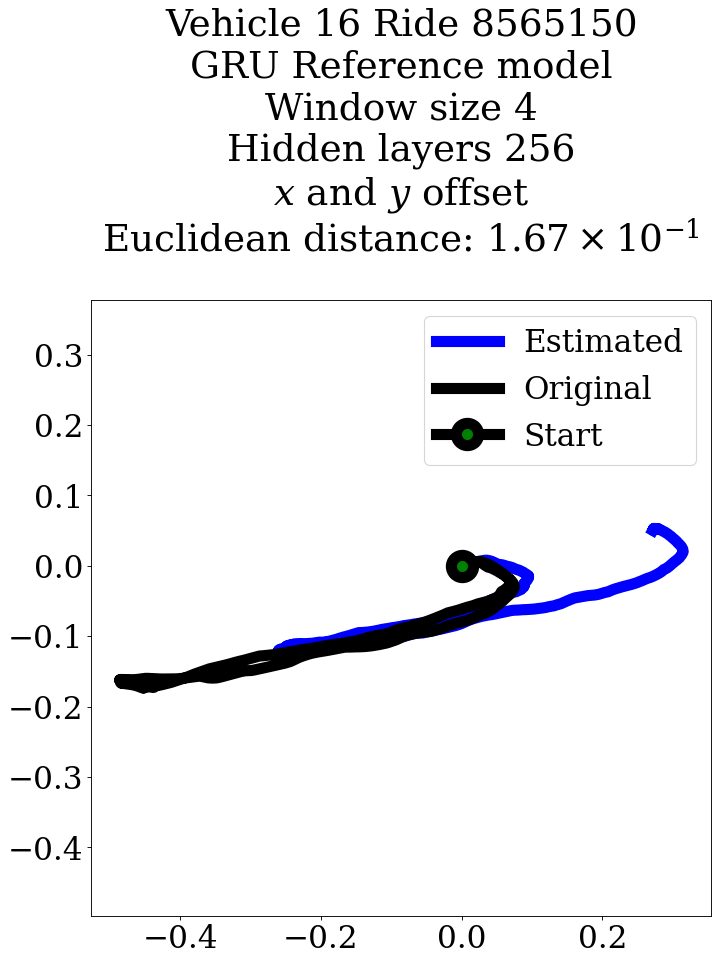 Vehicle 16 Ride 8565150
GRU Reference model
Window size 4
Hidden layers 256
x and y offset
Euclidean distance: 1.67 × 10⁻¹
Estimated
Original
Start
0.3
0.2
0.1
0.0
−0.1
−0.2
−0.3
−0.4
−0.4 −0.2 0.0 0.2